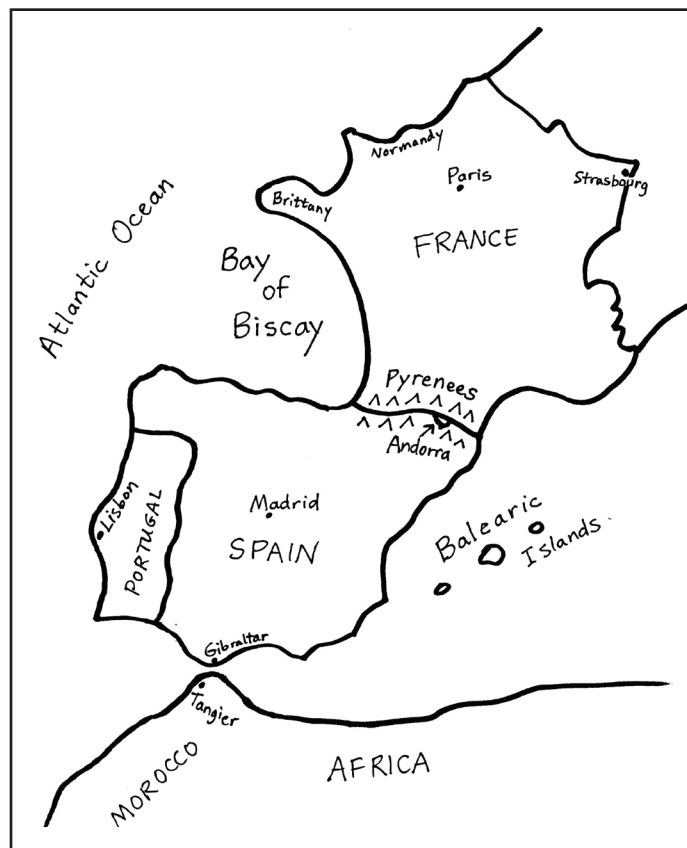 Normandy
Paris
Strasbourg
Brittany
FRANCE
Atlantic Ocean
Bay
of
Biscay
Pyrenees
Andorra
Lisbon
PORTUGAL
Madrid
SPAIN
Balearic
Islands
Gibraltar
Tangier
MOROCCO
AFRICA